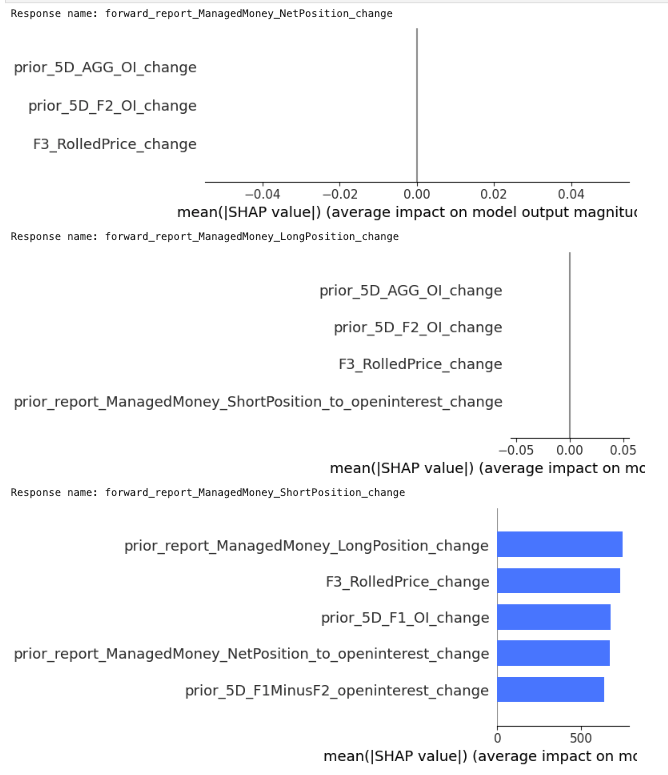 Response name: forward_report_ManagedMoney_NetPosition_change
prior_5D_AGG_OI_change
prior_5D_F2_OI_change
F3_RolledPrice_change
−0.04 −0.02 0.00 0.02 0.04
mean(|SHAP value|) (average impact on model output magnitu
Response name: forward_report_ManagedMoney_LongPosition_change
prior_5D_AGG_OI_change
prior_5D_F2_OI_change
F3_RolledPrice_change
prior_report_ManagedMoney_ShortPosition_to_openinterest_change
−0.05 0.00 0.05
mean(|SHAP value|) (average impact on mo
Response name: forward_report_ManagedMoney_ShortPosition_change
prior_report_ManagedMoney_LongPosition_change
F3_RolledPrice_change
prior_5D_F1_OI_change
prior_report_ManagedMoney_NetPosition_to_openinterest_change
prior_5D_F1MinusF2_openinterest_change
0 500
mean(|SHAP value|) (average impact on mo